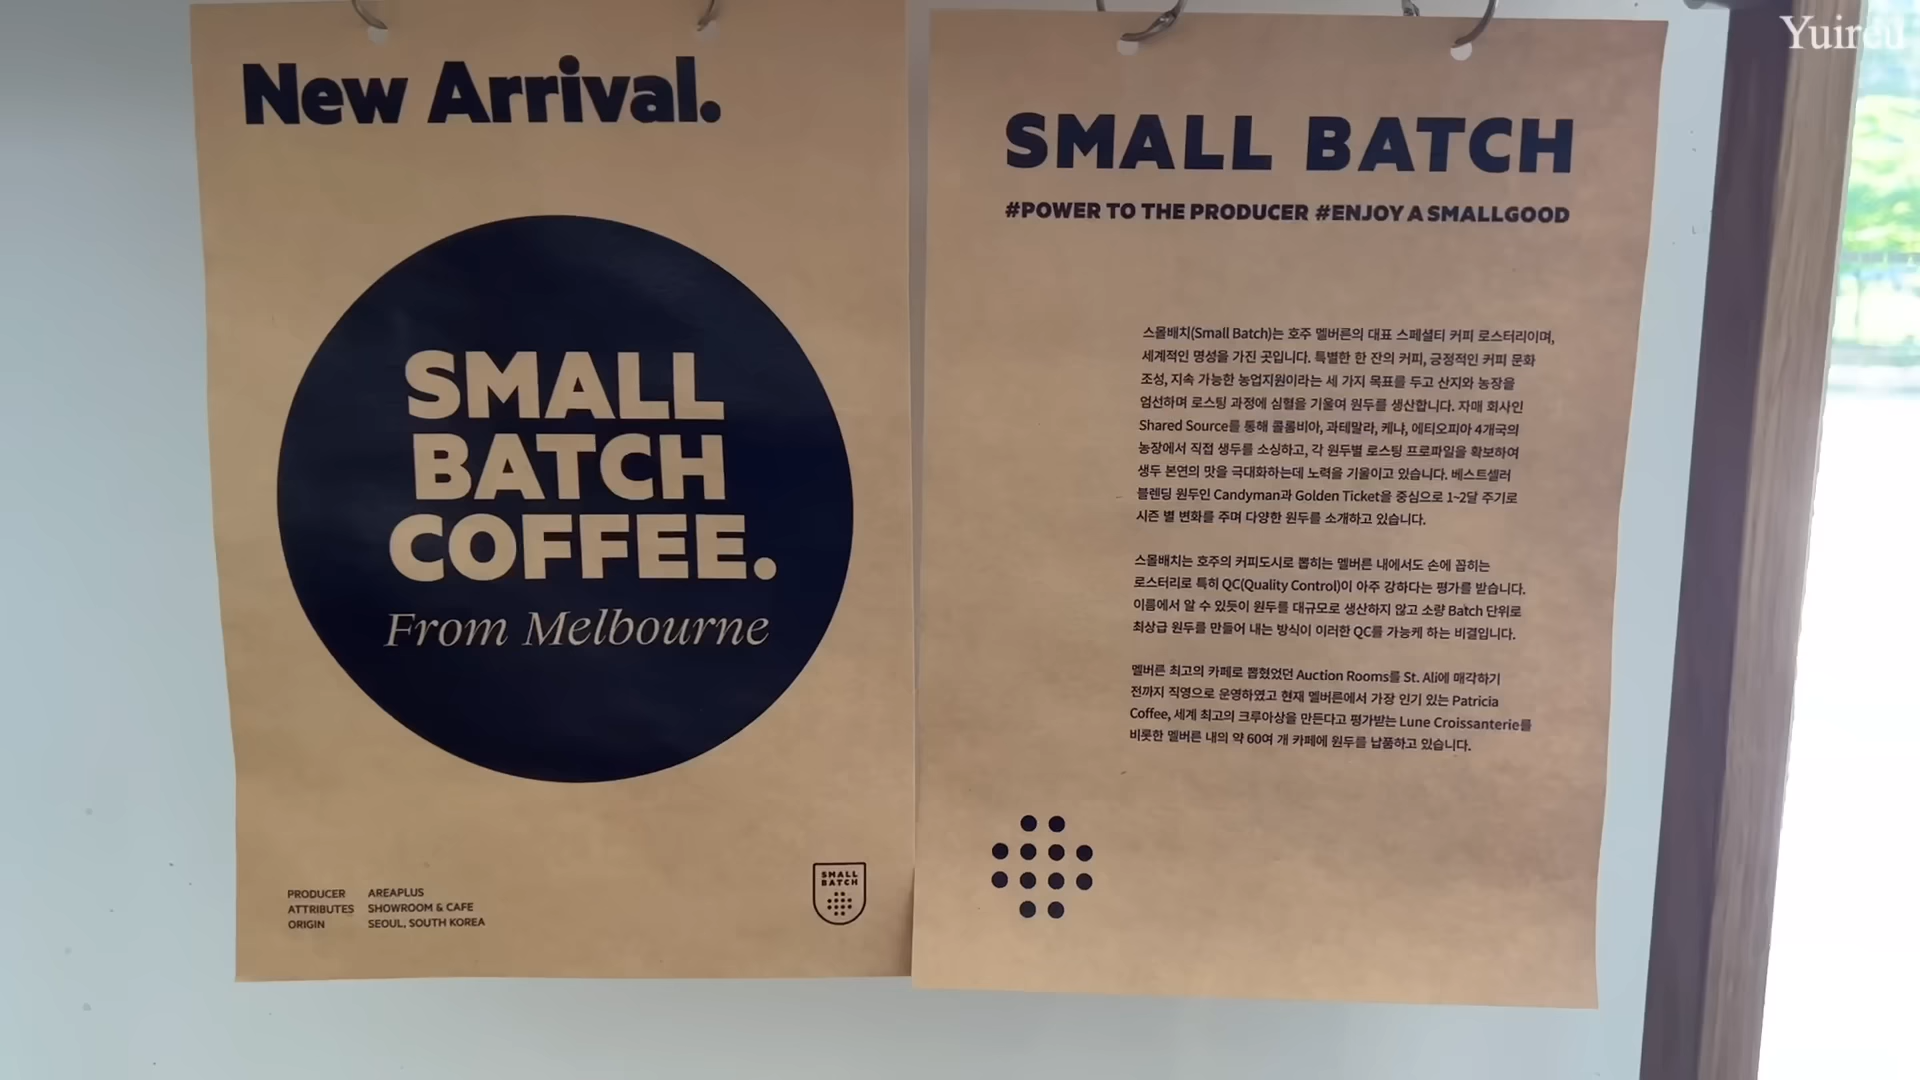 Yuireu
New Arrival.
SMALL
BATCH
COFFEE.
From Melbourne
PRODUCER AREAPLUS
ATTRIBUTES SHOWROOM & CAFE
ORIGIN SEOUL, SOUTH KOREA
SMALL
BATCH
SMALL BATCH
#POWER TO THE PRODUCER #ENJOY A SMALLGOOD
스몰배치(Small Batch)는 호주 멜버른의 대표 스페셜티 커피 로스터리이며,
세계적인 명성을 가진 곳입니다. 특별한 한 잔의 커피, 긍정적인 커피 문화
조성, 지속 가능한 농업지원이라는 세 가지 목표를 두고 산지와 농장을
엄선하며 로스팅 과정에 심혈을 기울여 원두를 생산합니다. 자매 회사인
Shared Source를 통해 콜롬비아, 과테말라, 케냐, 에티오피아 4개국의
농장에서 직접 생두를 소싱하고, 각 원두별 로스팅 프로파일을 확보하여
생두 본연의 맛을 극대화하는데 노력을 기울이고 있습니다. 베스트셀러
블렌딩 원두인 Candyman과 Golden Ticket을 중심으로 1~2달 주기로
시즌 별 변화를 주며 다양한 원두를 소개하고 있습니다.
스몰배치는 호주의 커피도시로 뽑히는 멜버른 내에서도 손에 꼽히는
로스터리로 특히 QC(Quality Control)이 아주 강하다는 평가를 받습니다.
이름에서 알 수 있듯이 원두를 대규모로 생산하지 않고 소량 Batch 단위로
최상급 원두를 만들어 내는 방식이 이러한 QC를 가능케 하는 비결입니다.
멜버른 최고의 카페로 뽑혔었던 Auction Rooms를 St. Ali에 매각하기
전까지 직영으로 운영하였고 현재 멜버른에서 가장 인기 있는 Patricia
Coffee, 세계 최고의 크루아상을 만든다고 평가받는 Lune Croissanterie를
비롯한 멜버른 내의 약 60여 개 카페에 원두를 납품하고 있습니다.